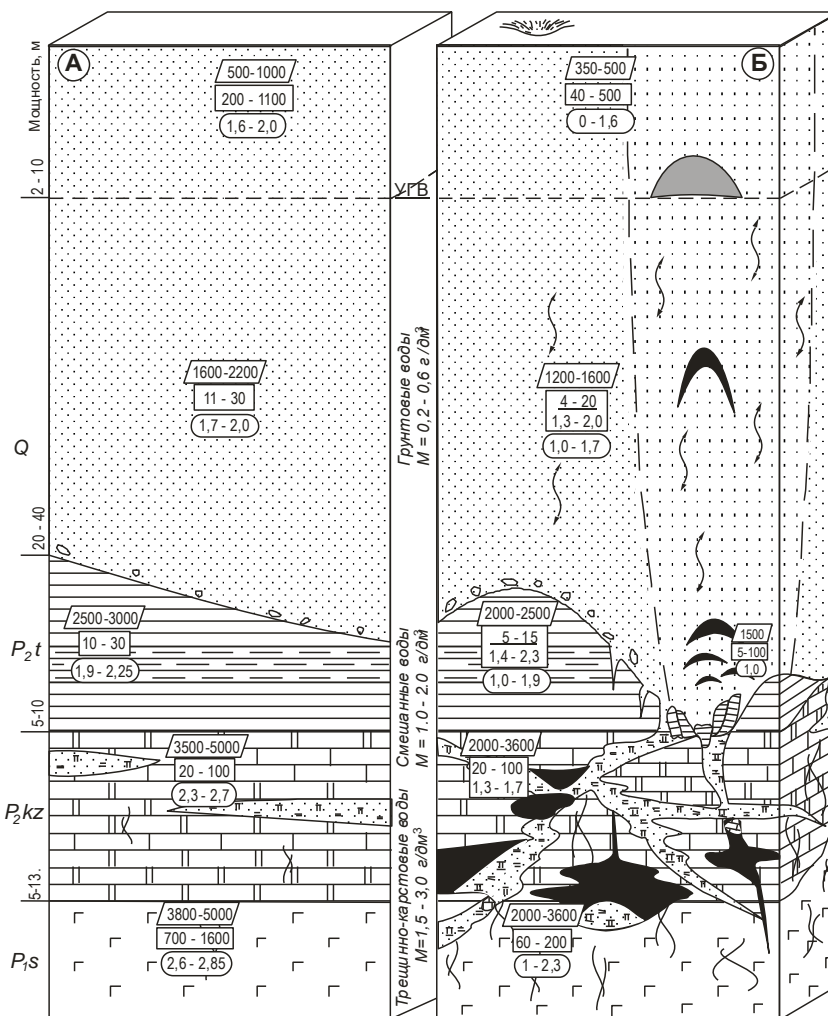 А
Б
Мощность, м
500-1000
200 - 1100
1,6 - 2,0
350-500
40 - 500
0 - 1,6
2 - 10
УГВ
1600-2200
11 - 30
1,7 - 2,0
Грунтовые воды
М = 0,2 - 0,6 г/дм³
1200-1600
4 - 20
1,3 - 2,0
1,0 - 1,7
Q
20 - 40
2500-3000
10 - 30
1,9 - 2,25
P₂t
Смешанные воды
М = 1.0 - 2.0 г/дм³
2000-2500
5 - 15
1,4 - 2,3
1,0 - 1,9
1500
5-100
1,0
5-10
3500-5000
20 - 100
2,3 - 2,7
2000-3600
20 - 100
1,3 - 1,7
P₂kz
5-13.
Трещинно-карстовые воды
М=1,5 - 3,0 г/дм³
3800-5000
700 - 1600
2,6 - 2,85
2000-3600
60 - 200
1 - 2,3
P₁s